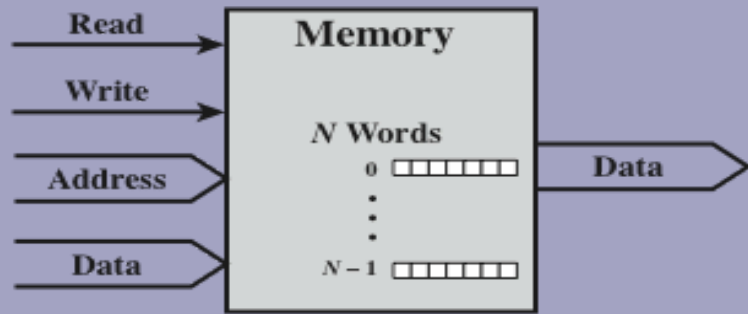 Read
Memory
Write
N Words
0
Address
Data
Data
N – 1